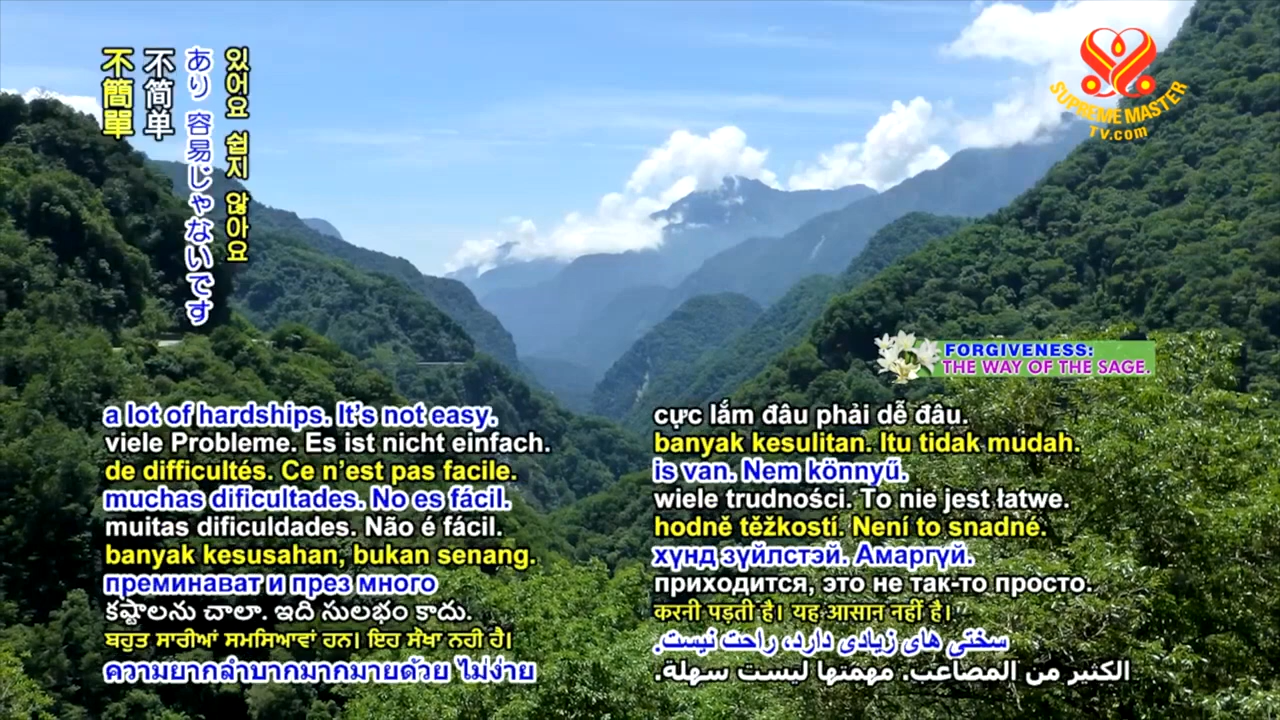 不簡單
不简单
あり 容易じゃないです
있어요 쉽지 않아요
SUPREME MASTER
TV.com
FORGIVENESS:
THE WAY OF THE SAGE.
a lot of hardships. It's not easy.
viele Probleme. Es ist nicht einfach.
de difficultés. Ce n'est pas facile.
muchas dificultades. No es fácil.
muitas dificuldades. Não é fácil.
banyak kesusahan, bukan senang.
преминават и през много
కష్టాలను చాలా. ఇది సులభం కాదు.
ਬਹੁਤ ਸਾਰੀਆਂ ਸਮਸਿਆਵਾਂ ਹਨ। ਇਹ ਸੌਖਾ ਨਹੀ ਹੈ।
ความยากลำบากมากมายด้วย ไม่ง่าย
cực lắm đâu phải dễ đâu.
banyak kesulitan. Itu tidak mudah.
is van. Nem könnyű.
wiele trudności. To nie jest łatwe.
hodně těžkostí. Není to snadné.
хүнд зүйлстэй. Амаргүй.
приходится, это не так-то просто.
करनी पड़ती है। यह आसान नहीं है।
سختی های زیادی دارد، راحت نیست.
الكثير من المصاعب. مهمتها ليست سهلة.